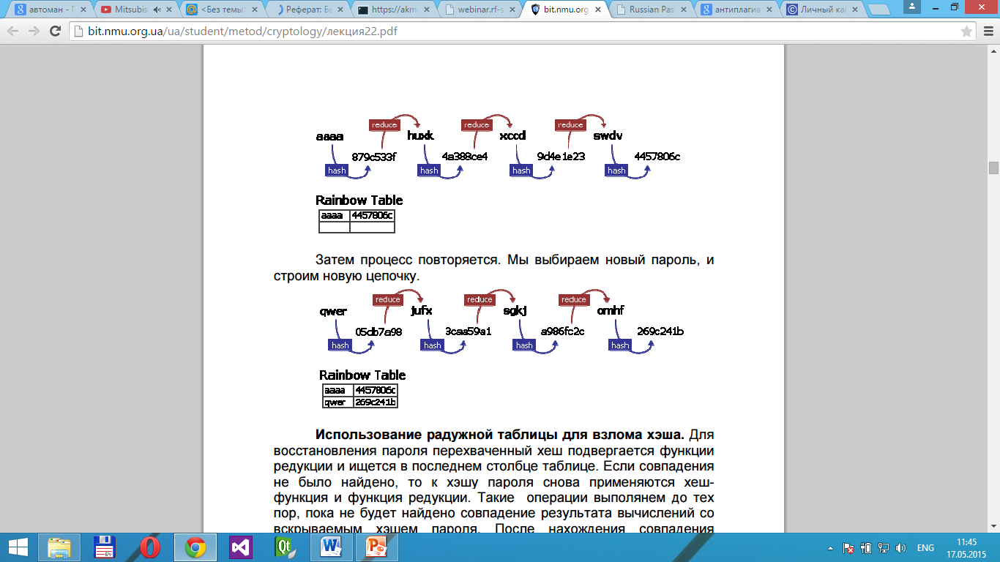 автоман - П
Mitsubis
<Без темы
Реферат: Бе
https://akm
webinar.rf-s
bit.nmu.org
Russian Pas
антиплагиа
Личный ка
bit.nmu.org.ua/ua/student/metod/cryptology/лекция22.pdf
reduce reduce reduce
aaaa huxk xccd swdv
879c533f 4a388ce4 9d4e1e23 4457806c
hash hash hash hash
Rainbow Table
aaaa 4457806c
Затем процесс повторяется. Мы выбираем новый пароль, и
строим новую цепочку.
reduce reduce reduce
qwer jufx sgkj omhf
05db7a98 3caa59a1 a986fc2c 269c241b
hash hash hash hash
Rainbow Table
aaaa 4457806c
qwer 269c241b
Использование радужной таблицы для взлома хэша. Для
восстановления пароля перехваченный хеш подвергается функции
редукции и ищется в последнем столбце таблице. Если совпадения
не было найдено, то к хэшу пароля снова применяются хеш-
функция и функция редукции. Такие операции выполянем до тех
пор, пока не будет найдено совпадение результата вычислений со
вскрываемым хэшем пароля. После нахождения совпадения
64
ENG
11:45
17.05.2015